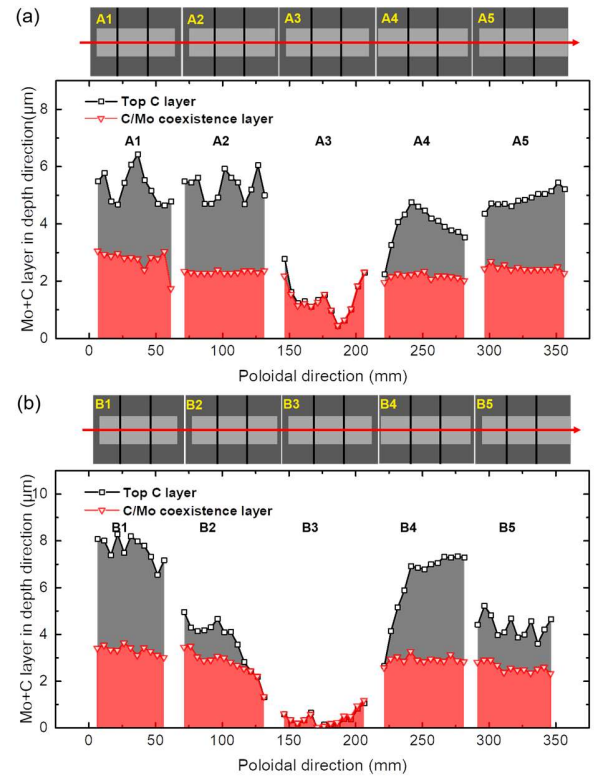 (a)
A1 A2 A3 A4 A5
Top C layer
C/Mo coexistence layer
A1 A2 A3 A4 A5
Mo+C layer in depth direction(μm)
8
6
4
2
0
0 50 100 150 200 250 300 350
Poloidal direction (mm)
(b)
B1 B2 B3 B4 B5
Top C layer
C/Mo coexistence layer
B1 B2 B3 B4 B5
Mo+C layer in depth direction (μm)
10
8
6
4
2
0
0 50 100 150 200 250 300 350
Poloidal direction (mm)